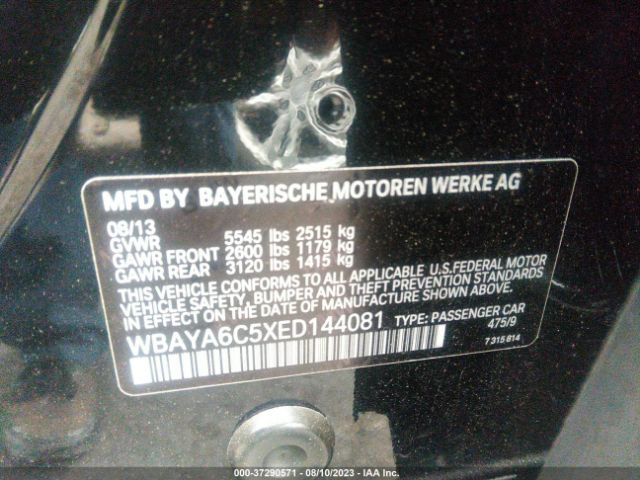 MFD BY BAYERISCHE MOTOREN WERKE AG
08/13
GVWR 5545 lbs 2515 kg
GAWR FRONT 2600 lbs 1179 kg
GAWR REAR 3120 lbs 1415 kg
THIS VEHICLE CONFORMS TO ALL APPLICABLE U.S.FEDERAL MOTOR
VEHICLE SAFETY, BUMPER AND THEFT PREVENTION STANDARDS
IN EFFECT ON THE DATE OF MANUFACTURE SHOWN ABOVE.
WBAYA6C5XED144081 TYPE: PASSENGER CAR
475/9
7 315 814
000-37290571 - 08/10/2023 - IAA Inc.